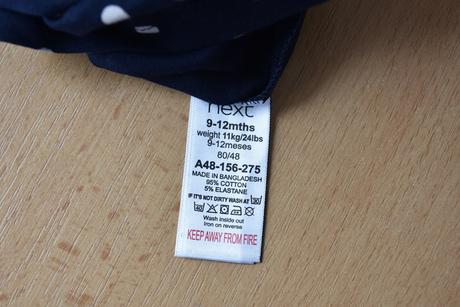 next
9-12mths
weight 11kg/24lbs
9-12meses
80/48
A48-156-275
MADE IN BANGLADESH
95% COTTON
5% ELASTANE
IF IT'S NOT DIRTY WASH AT 30
Wash inside out
Iron on reverse
KEEP AWAY FROM FIRE